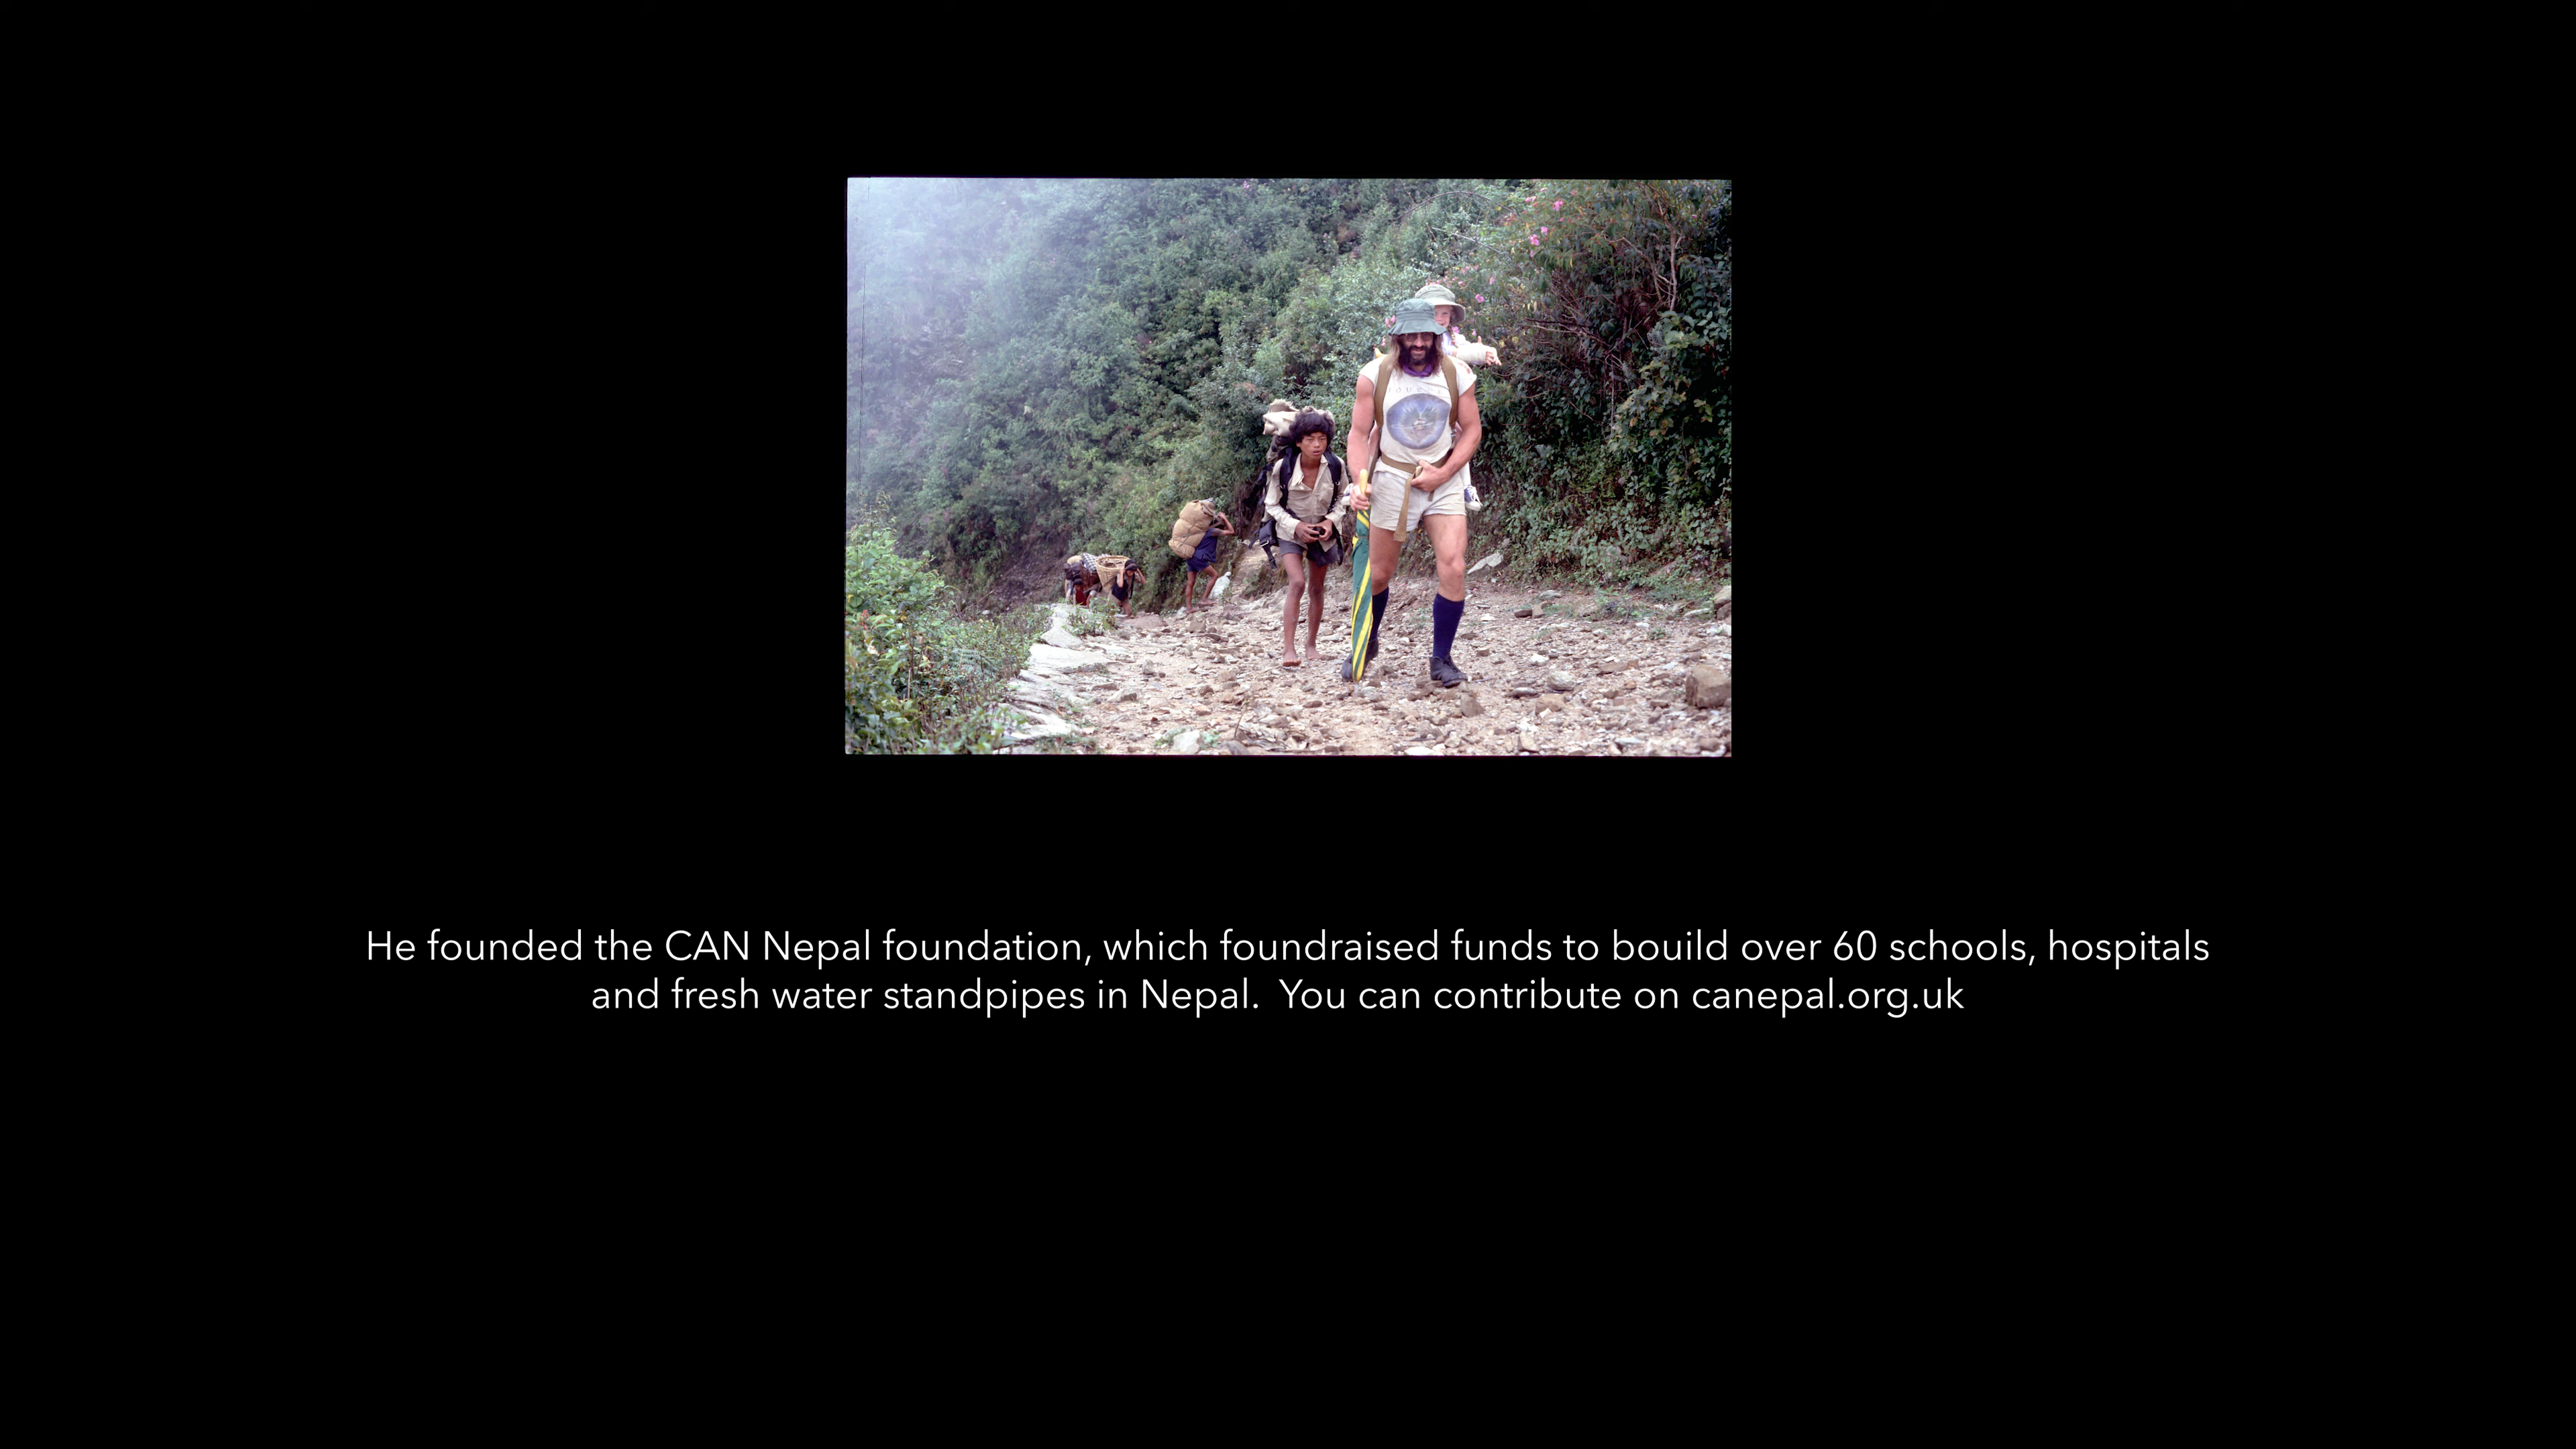 He founded the CAN Nepal foundation, which foundraised funds to bouild over 60 schools, hospitals
and fresh water standpipes in Nepal.  You can contribute on canepal.org.uk